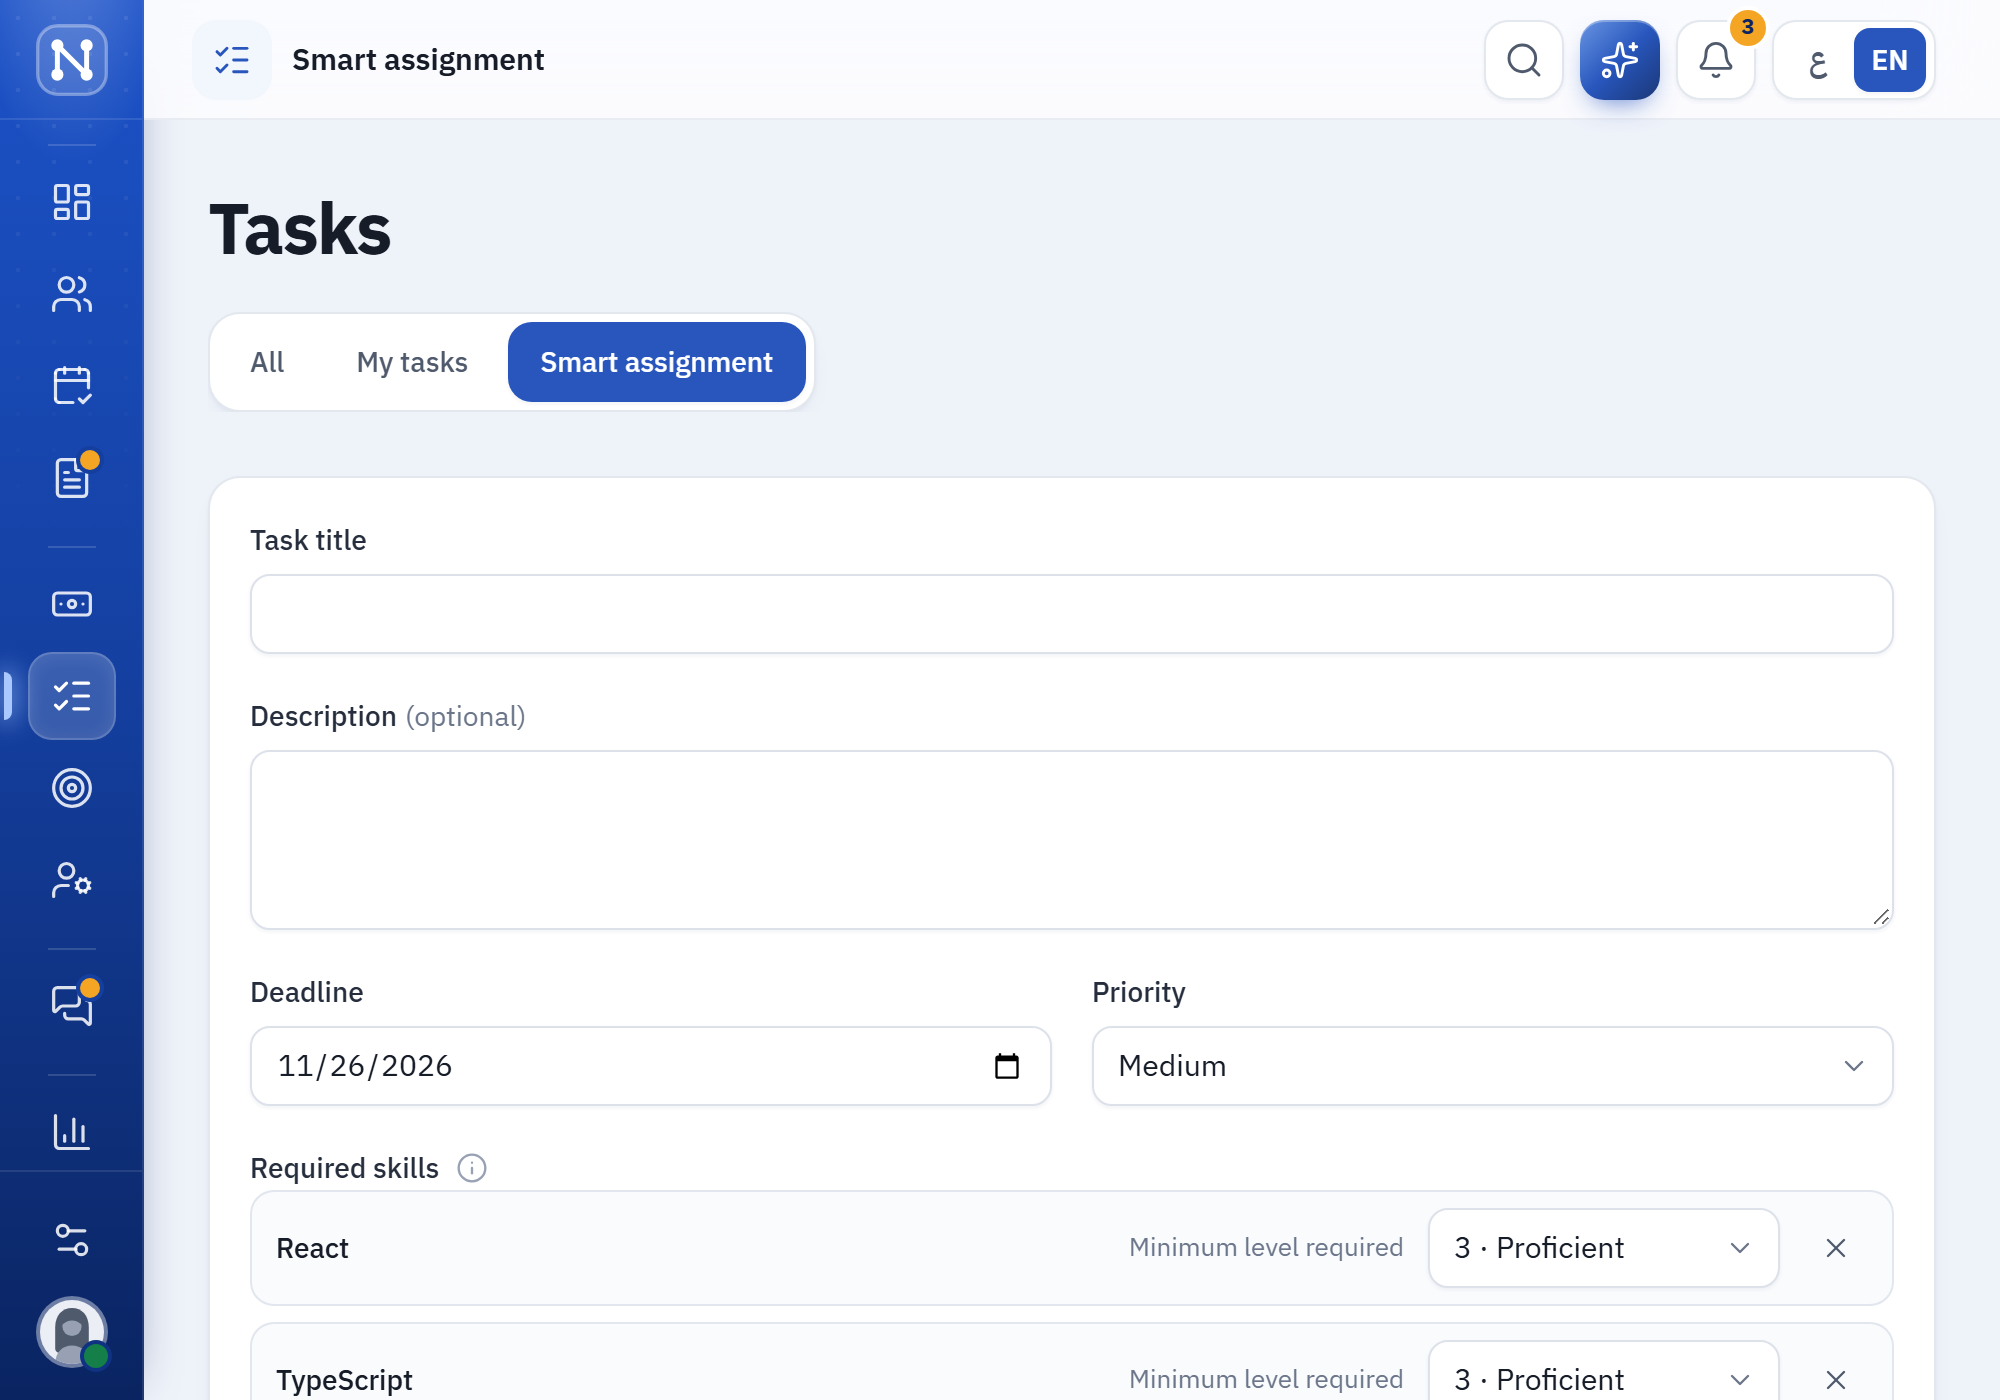 Smart assignment
3
ع
EN
Tasks
All
My tasks
Smart assignment
Task title
Description (optional)
Deadline
Priority
11/26/2026
Medium
Required skills
React
Minimum level required
3 · Proficient
TypeScript
Minimum level required
3 · Proficient